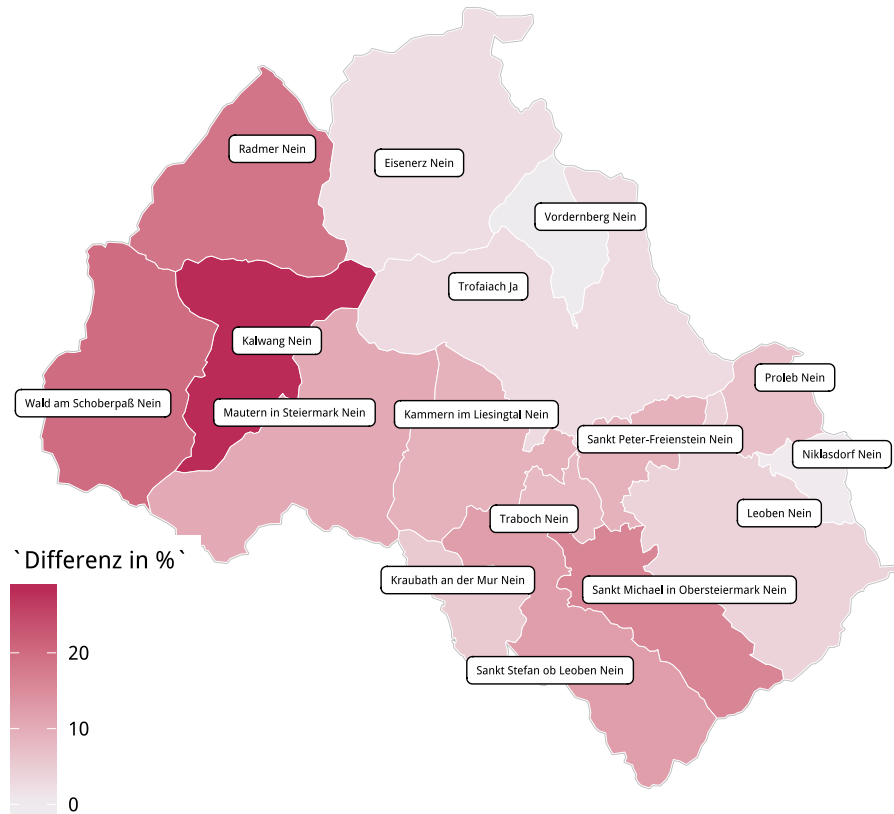 Radmer Nein
Eisenerz Nein
Vordernberg Nein
Trofaiach Ja
Kalwang Nein
Proleb Nein
Wald am Schoberpaß Nein
Mautern in Steiermark Nein
Kammern im Liesingtal Nein
Sankt Peter-Freienstein Nein
Niklasdorf Nein
Leoben Nein
Traboch Nein
Kraubath an der Mur Nein
Sankt Michael in Obersteiermark Nein
Sankt Stefan ob Leoben Nein
`Differenz in %`
20
10
0